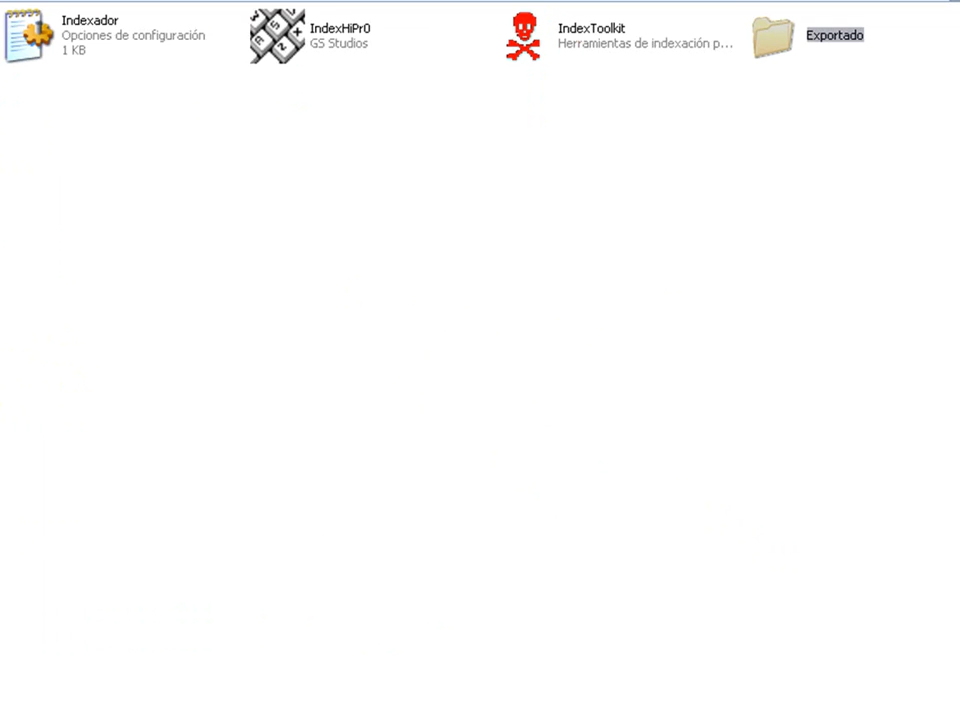 Indexador
Opciones de configuración
1 KB
IndexHiPr0
GS Studios
IndexToolkit
Herramientas de indexación p...
Exportado